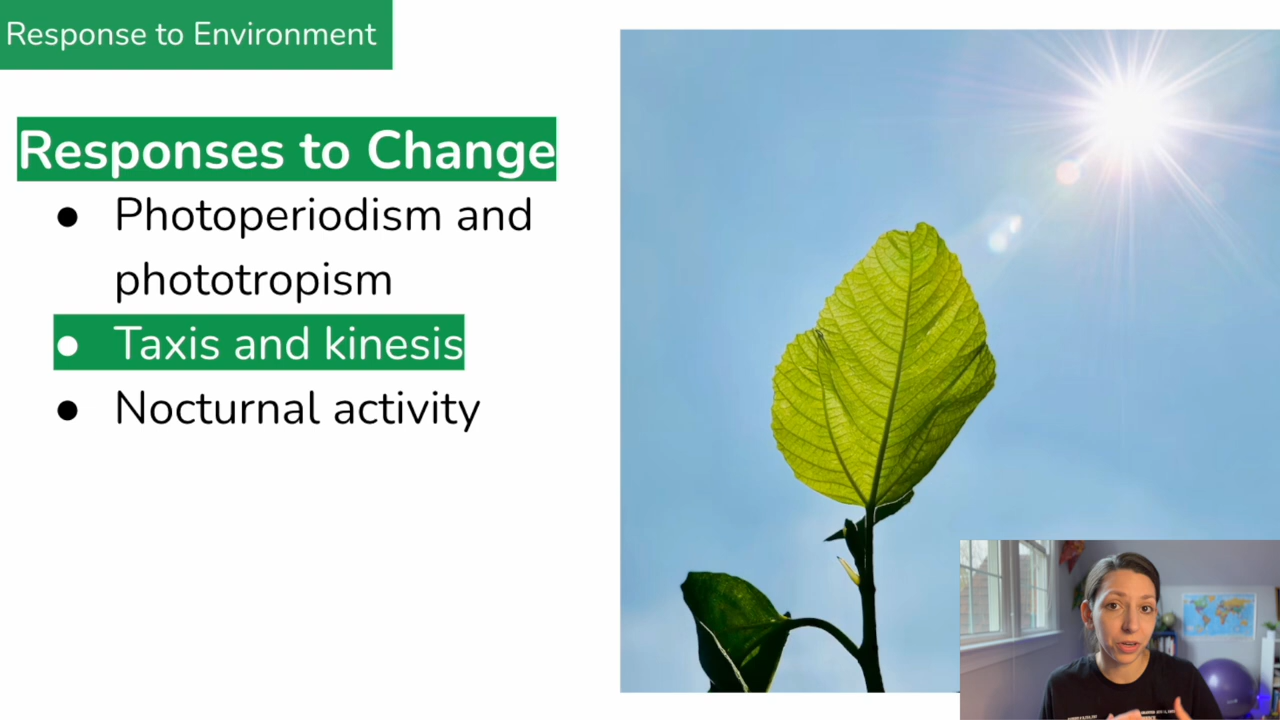 Response to Environment
Responses to Change
● Photoperiodism and
phototropism
● Taxis and kinesis
● Nocturnal activity